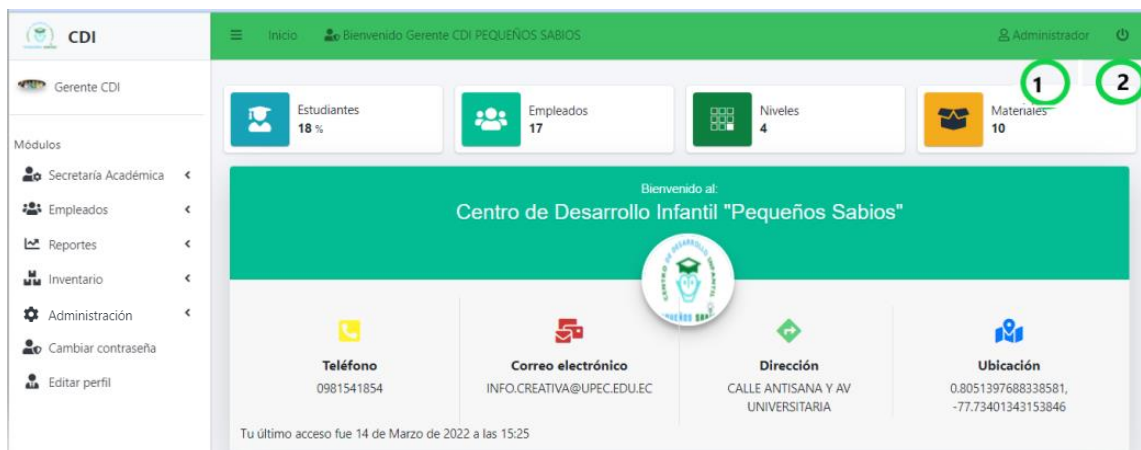 CDI
Inicio
Bienvenido Gerente CDI PEQUEÑOS SABIOS
Administrador
1
2
Gerente CDI
Módulos
Secretaría Académica
Empleados
Reportes
Inventario
Administración
Cambiar contraseña
Editar perfil
Estudiantes
18 %
Empleados
17
Niveles
4
Materiales
10
Bienvenido al:
Centro de Desarrollo Infantil "Pequeños Sabios"
Teléfono
0981541854
Correo electrónico
INFO.CREATIVA@UPEC.EDU.EC
Dirección
CALLE ANTISANA Y AV
UNIVERSITARIA
Ubicación
0.8051397688338581,
-77.73401343153846
Tu último acceso fue 14 de Marzo de 2022 a las 15:25